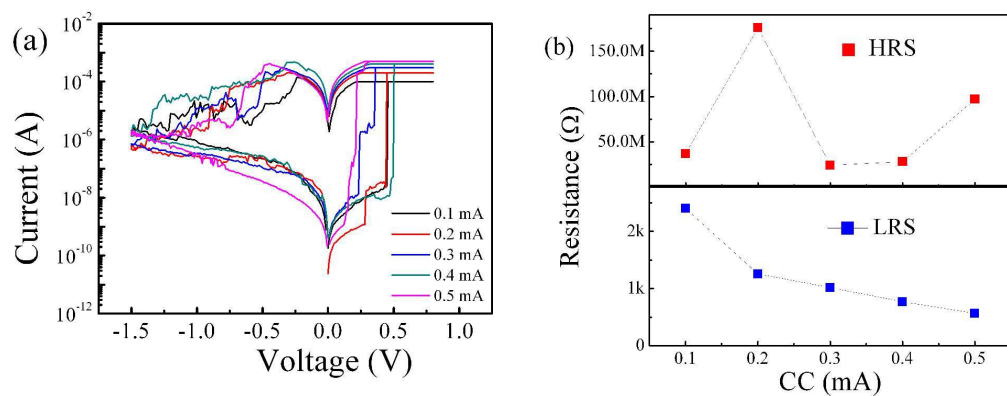 (a)
Current (A)
10⁻²
10⁻⁴
10⁻⁶
10⁻⁸
10⁻¹⁰
10⁻¹²
0.1 mA
0.2 mA
0.3 mA
0.4 mA
0.5 mA
-1.5 -1.0 -0.5 0.0 0.5 1.0
Voltage (V)
(b)
Resistance (Ω)
150.0M
100.0M
50.0M
HRS
2k
1k
0
LRS
0.1 0.2 0.3 0.4 0.5
CC (mA)